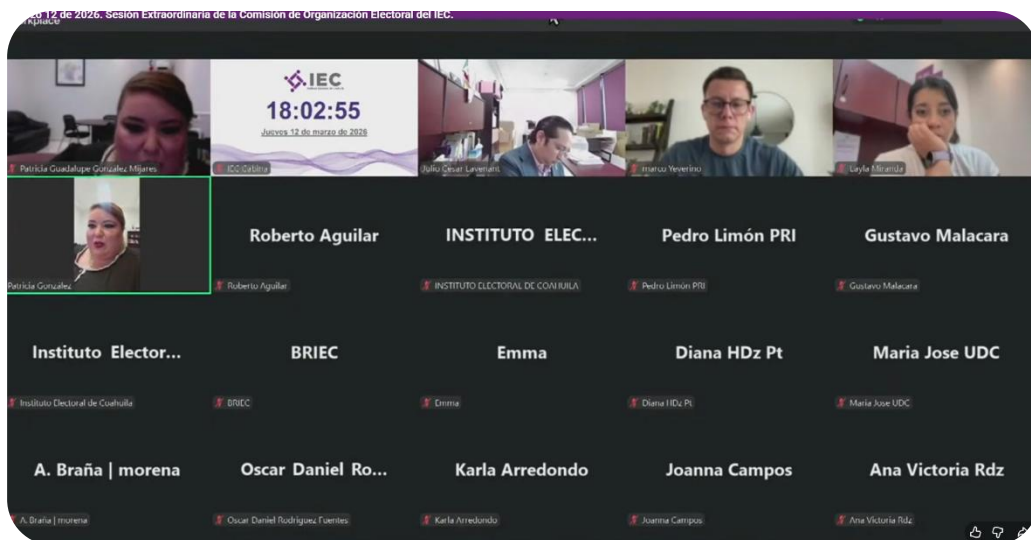 12 de 2026. Sesión Extraordinaria de la Comisión de Organización Electoral del IEC.
IEC
18:02:55
Jueves 12 de marzo de 2026
Patricia Guadalupe González Mijares
IEC Cabina
Julio César Lavenant
marco Yeverino
Layla Miranda
Patricia González
Roberto Aguilar
Roberto Aguilar
INSTITUTO ELEC...
INSTITUTO ELECTORAL DE COAHUILA
Pedro Limón PRI
Pedro Limón PRI
Gustavo Malacara
Gustavo Malacara
Instituto Elector...
Instituto Electoral de Coahuila
BRIEC
BRIEC
Emma
Emma
Diana HDz Pt
Diana HDz Pt
Maria Jose UDC
Maria Jose UDC
A. Braña | morena
A. Braña | morena
Oscar Daniel Ro...
Oscar Daniel Rodriguez Fuentes
Karla Arredondo
Karla Arredondo
Joanna Campos
Joanna Campos
Ana Victoria Rdz
Ana Victoria Rdz